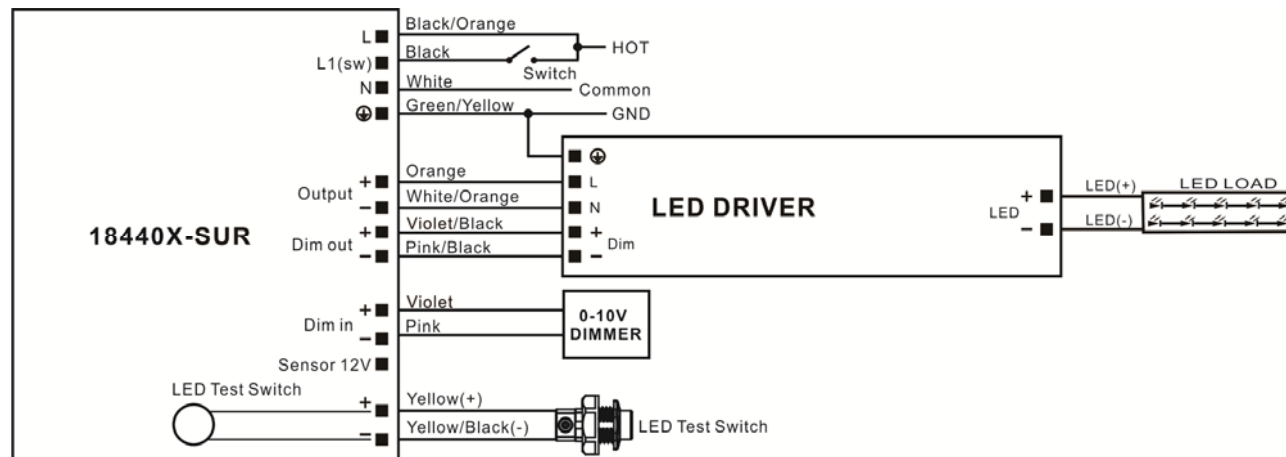 Black/Orange
L
HOT
Black
L1(sw)
Switch
White
N
Common
Green/Yellow
GND
Orange
Output +
L
White/Orange
−
N
LED DRIVER
Violet/Black
Dim out +
+
Dim
Pink/Black
−
−
LED
+
LED(+)
LED LOAD
−
LED(-)
18440X-SUR
Violet
Dim in +
0-10V
DIMMER
Pink
−
Sensor 12V
LED Test Switch
+
Yellow(+)
−
Yellow/Black(-)
LED Test Switch